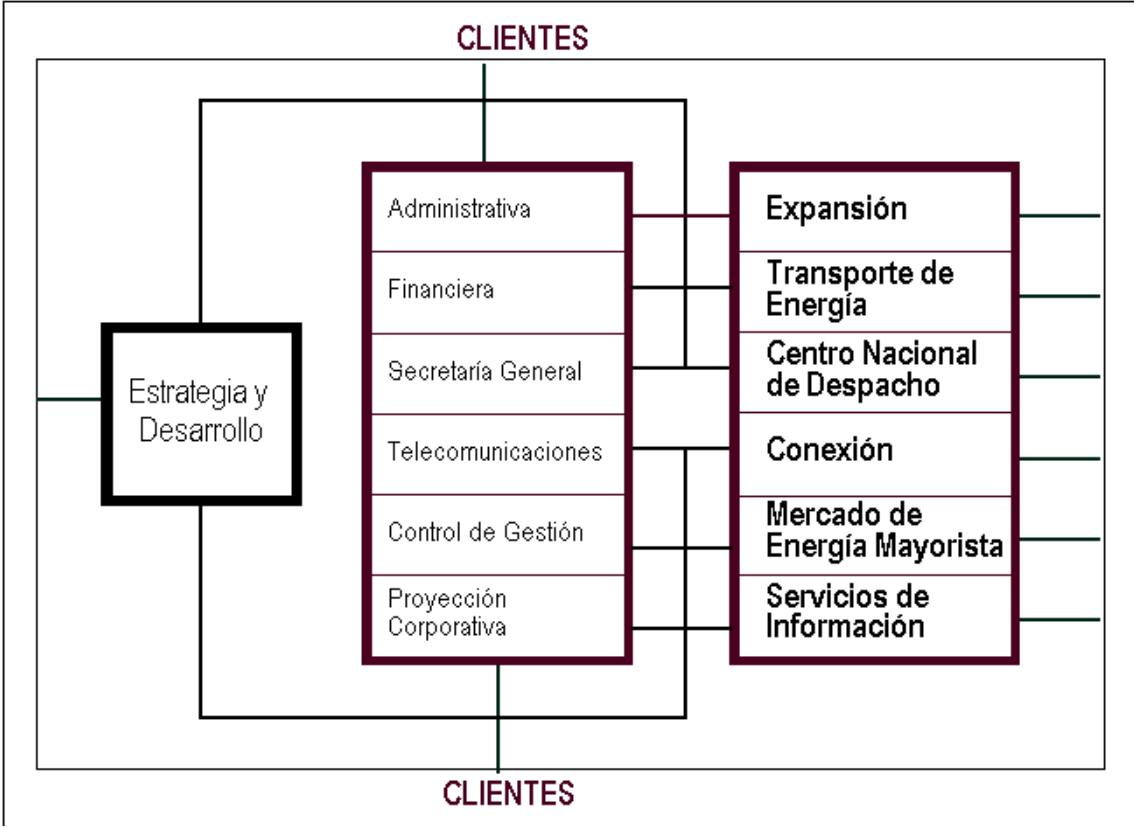 CLIENTES
Estrategia y
Desarrollo
Administrativa
Financiera
Secretaría General
Telecomunicaciones
Control de Gestión
Proyección
Corporativa
Expansión
Transporte de
Energía
Centro Nacional
de Despacho
Conexión
Mercado de
Energía Mayorista
Servicios de
Información
CLIENTES